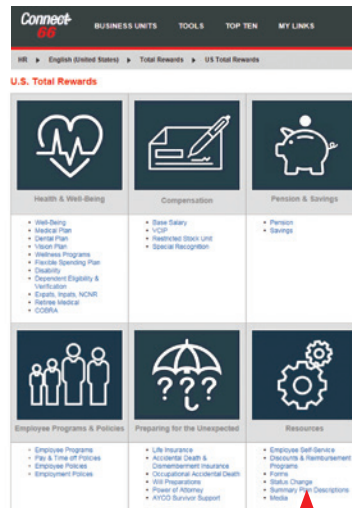 Connect-
66
BUSINESS UNITS TOOLS TOP TEN MY LINKS
HR English (United States) Total Rewards US Total Rewards
U.S. Total Rewards
Health & Well-Being
Well-Being
Medical Plan
Dental Plan
Vision Plan
Wellness Programs
Flexible Spending Plan
Disability
Dependent Eligibility &
Verification
Expats, Inpats, NCNR
Retiree Medical
COBRA
Compensation
Base Salary
VCIP
Restricted Stock Unit
Special Recognition
Pension & Savings
Pension
Savings
Employee Programs & Policies
Employee Programs
Pay & Time off Policies
Employee Policies
Employment Policies
???
Preparing for the Unexpected
Life Insurance
Accidental Death &
Dismemberment Insurance
Occupational Accidental Death
Will Preparations
Power of Attorney
AYCO Survivor Support
Resources
Employee Self-Service
Discounts & Reimbursement
Programs
Forms
Status Change
Summary Plan Descriptions
Media